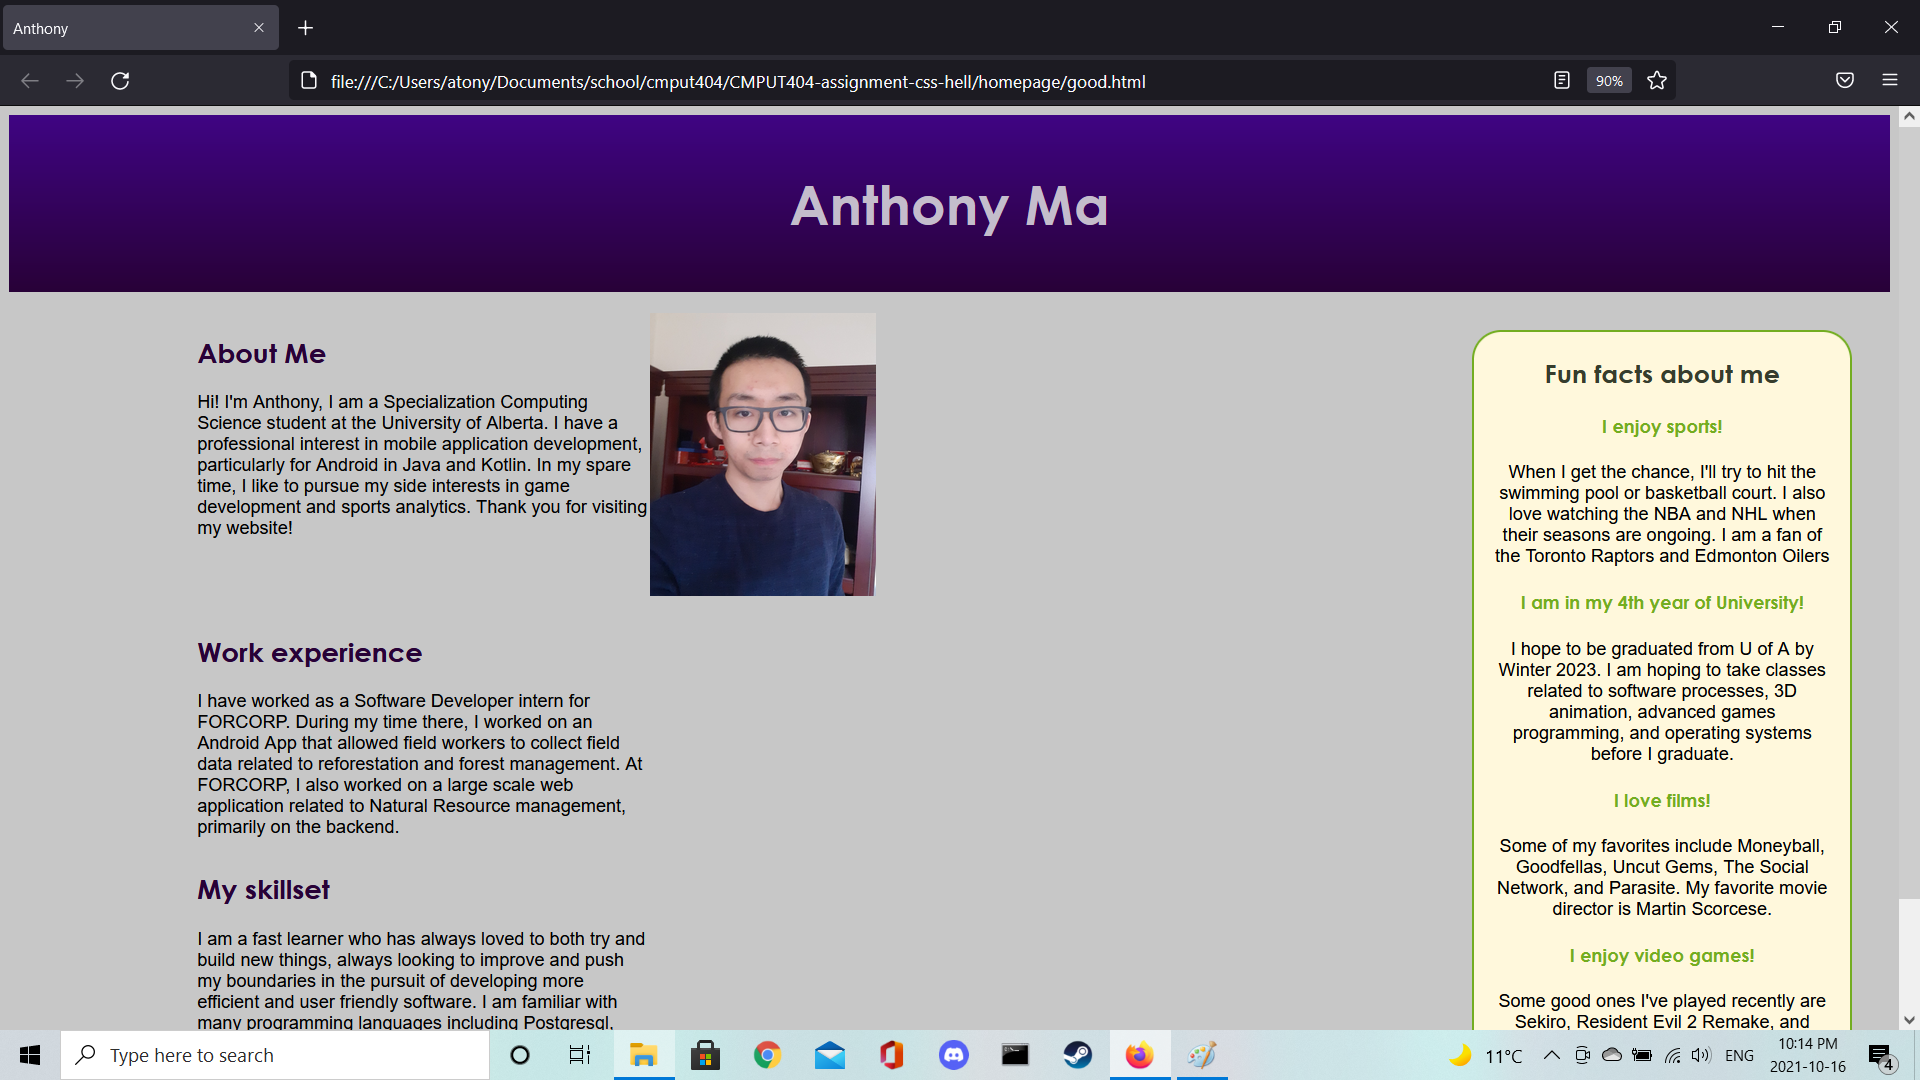 Anthony
file:///C:/Users/atony/Documents/school/cmput404/CMPUT404-assignment-css-hell/homepage/good.html
90%
Anthony Ma
About Me
Hi! I'm Anthony, I am a Specialization Computing
Science student at the University of Alberta. I have a
professional interest in mobile application development,
particularly for Android in Java and Kotlin. In my spare
time, I like to pursue my side interests in game
development and sports analytics. Thank you for visiting
my website!
Work experience
I have worked as a Software Developer intern for
FORCORP. During my time there, I worked on an
Android App that allowed field workers to collect field
data related to reforestation and forest management. At
FORCORP, I also worked on a large scale web
application related to Natural Resource management,
primarily on the backend.
My skillset
I am a fast learner who has always loved to both try and
build new things, always looking to improve and push
my boundaries in the pursuit of developing more
efficient and user friendly software. I am familiar with
many programming languages including Postgresql,
Fun facts about me
I enjoy sports!
When I get the chance, I'll try to hit the
swimming pool or basketball court. I also
love watching the NBA and NHL when
their seasons are ongoing. I am a fan of
the Toronto Raptors and Edmonton Oilers
I am in my 4th year of University!
I hope to be graduated from U of A by
Winter 2023. I am hoping to take classes
related to software processes, 3D
animation, advanced games
programming, and operating systems
before I graduate.
I love films!
Some of my favorites include Moneyball,
Goodfellas, Uncut Gems, The Social
Network, and Parasite. My favorite movie
director is Martin Scorcese.
I enjoy video games!
Some good ones I've played recently are
Sekiro, Resident Evil 2 Remake, and
Type here to search
11°C
ENG
10:14 PM
2021-10-16
4